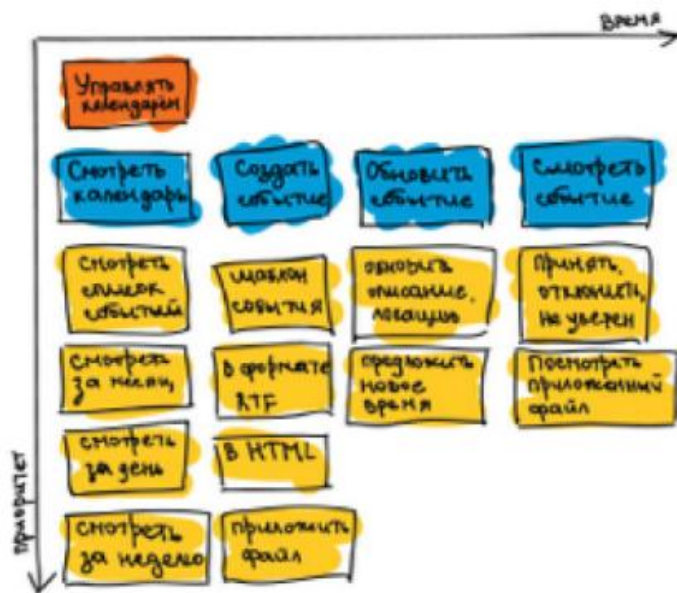 Время
Управлять
календарём
Смотреть
календарь
Создать
событие
Обновить
событие
Смотреть
событие
Смотреть
список
событий
шаблон
события
обновить
описание,
локацию
Принять,
отклонить,
не уверен
смотреть
за месяц
в формате
RTF
предложить
новое
время
Посмотреть
приложенный
файл
смотреть
за день
в HTML
смотреть
за неделю
приложить
файл
приоритет